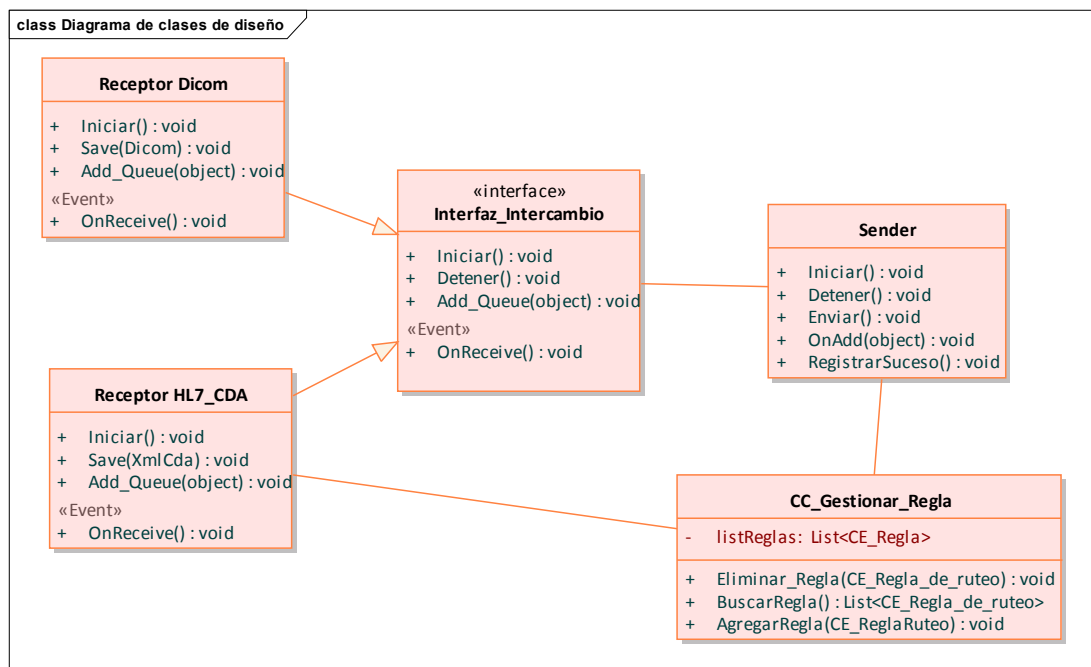 class Diagrama de clases de diseño
Receptor Dicom
+ Iniciar() : void
+ Save(Dicom) : void
+ Add_Queue(object) : void
«Event»
+ OnReceive() : void
«interface»
Interfaz_Intercambio
+ Iniciar() : void
+ Detener() : void
+ Add_Queue(object) : void
«Event»
+ OnReceive() : void
Sender
+ Iniciar() : void
+ Detener() : void
+ Enviar() : void
+ OnAdd(object) : void
+ RegistrarSuceso() : void
Receptor HL7_CDA
+ Iniciar() : void
+ Save(XmlCda) : void
+ Add_Queue(object) : void
«Event»
+ OnReceive() : void
CC_Gestionar_Regla
- listReglas: List<CE_Regla>
+ Eliminar_Regla(CE_Regla_de_ruteo) : void
+ BuscarRegla() : List<CE_Regla_de_ruteo>
+ AgregarRegla(CE_ReglaRuteo) : void